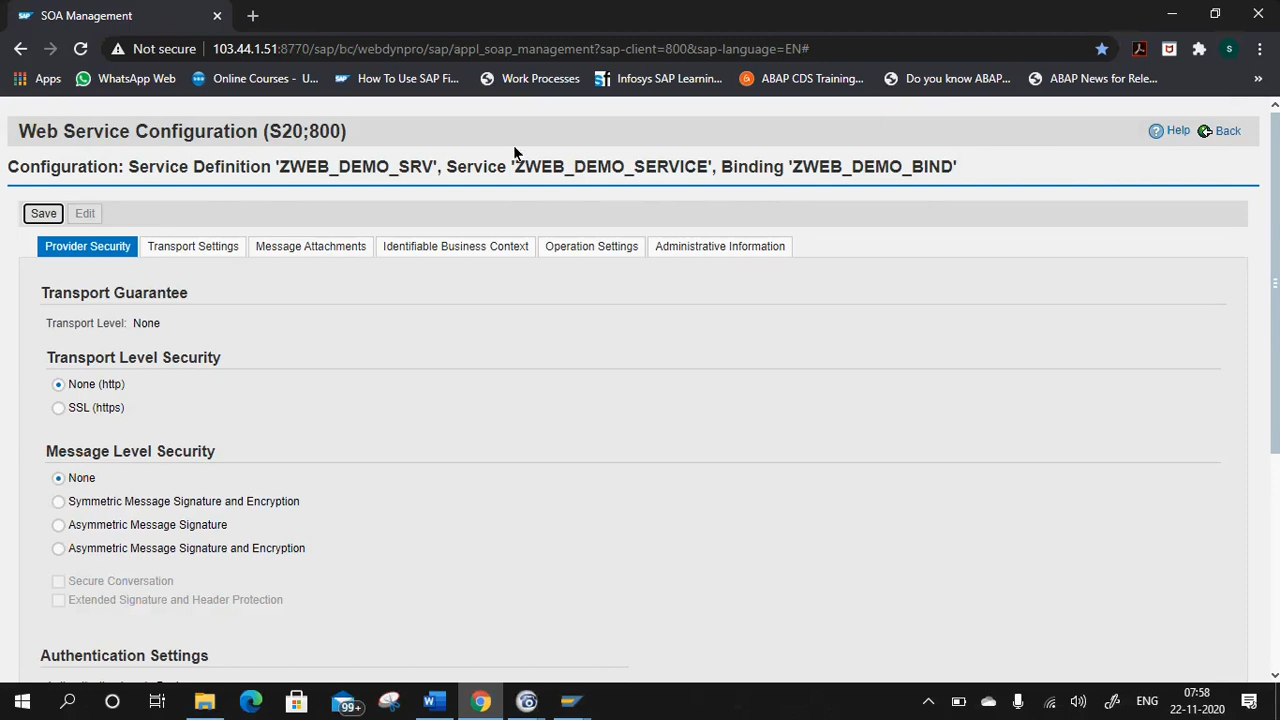 SOA Management
Not secure 103.44.1.51:8770/sap/bc/webdynpro/sap/appl_soap_management?sap-client=800&sap-language=EN#
S
Apps WhatsApp Web Online Courses - U... How To Use SAP Fi... Work Processes Infosys SAP Learnin... ABAP CDS Training... Do you know ABAP... ABAP News for Rele... »
Web Service Configuration (S20;800)
Help Back
Configuration: Service Definition 'ZWEB_DEMO_SRV', Service 'ZWEB_DEMO_SERVICE', Binding 'ZWEB_DEMO_BIND'
Save Edit
Provider Security Transport Settings Message Attachments Identifiable Business Context Operation Settings Administrative Information
Transport Guarantee
Transport Level: None
Transport Level Security
None (http)
SSL (https)
Message Level Security
None
Symmetric Message Signature and Encryption
Asymmetric Message Signature
Asymmetric Message Signature and Encryption
Secure Conversation
Extended Signature and Header Protection
Authentication Settings
99+
ENG
07:58
22-11-2020